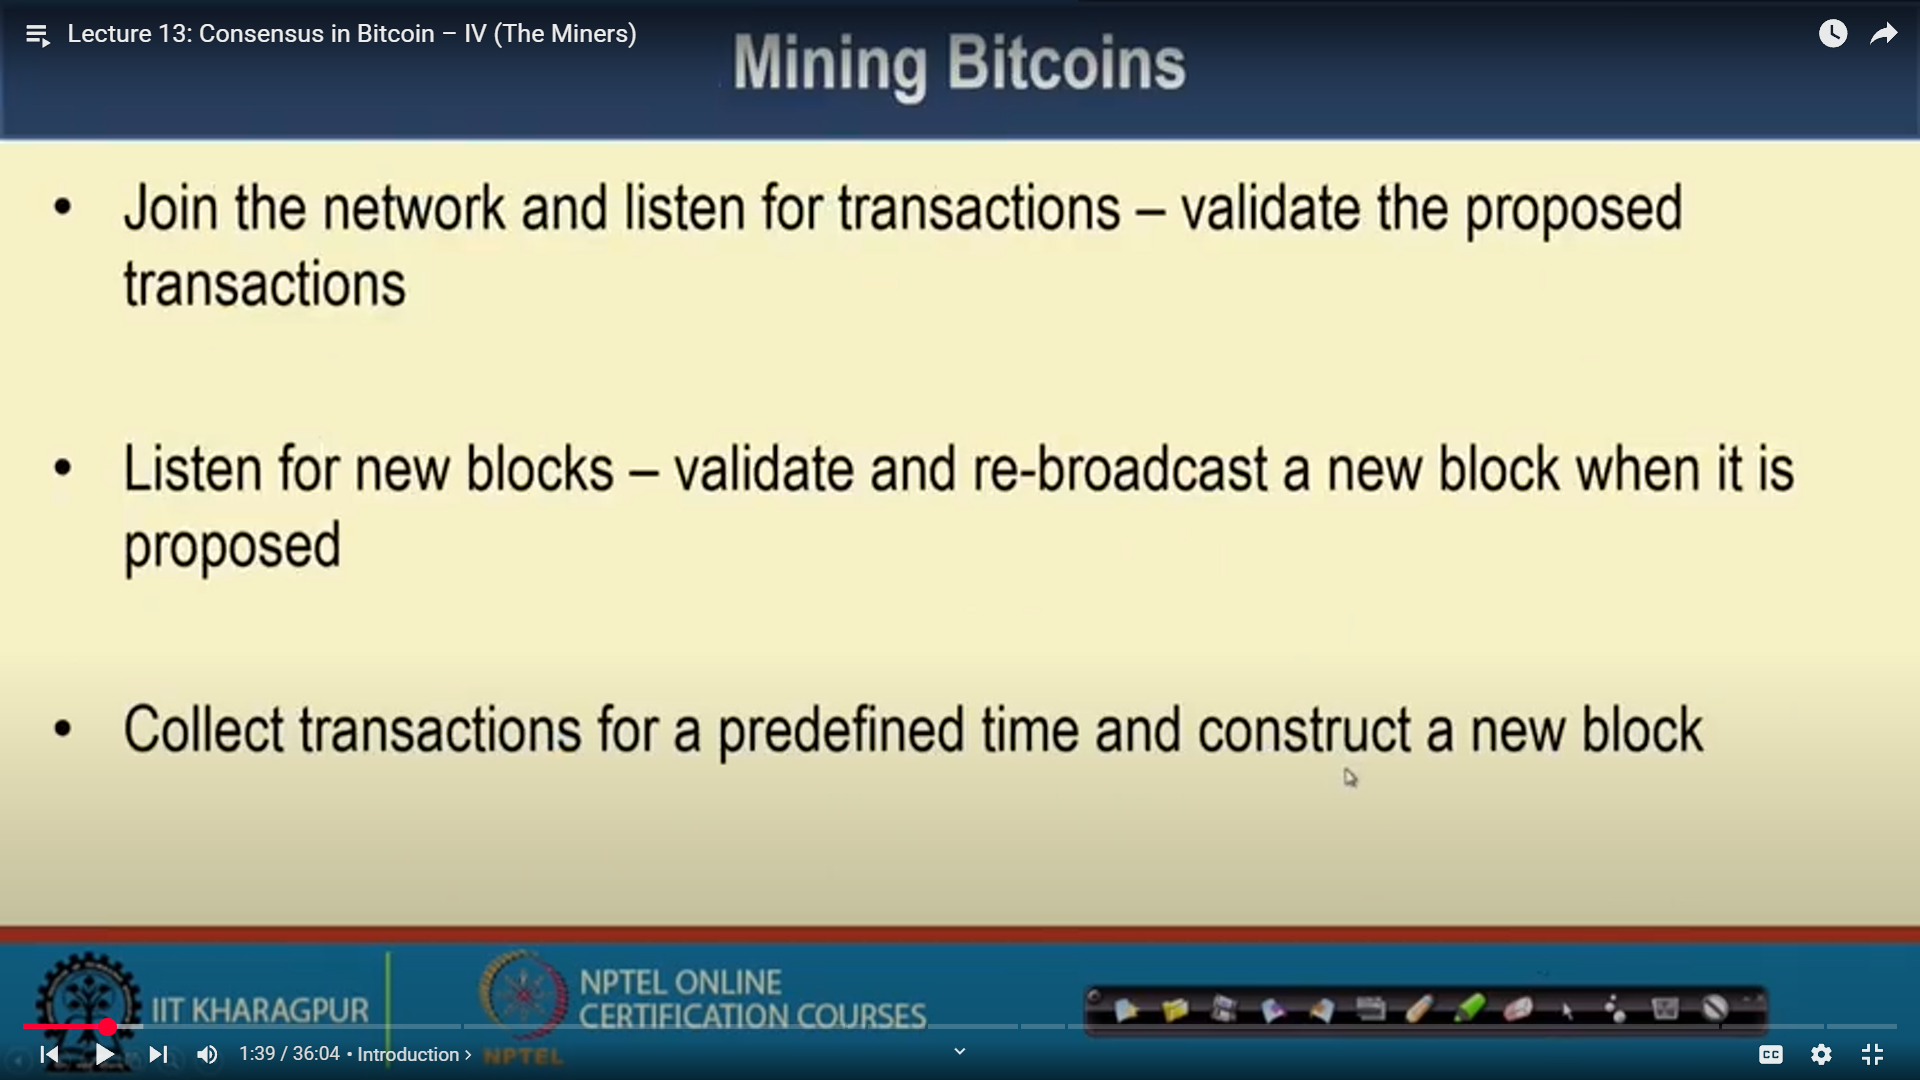 Lecture 13: Consensus in Bitcoin – IV (The Miners)
Mining Bitcoins
• Join the network and listen for transactions – validate the proposed
transactions
• Listen for new blocks – validate and re-broadcast a new block when it is
proposed
• Collect transactions for a predefined time and construct a new block
IIT KHARAGPUR
NPTEL ONLINE
CERTIFICATION COURSES
NPTEL
1:39 / 36:04 • Introduction ›
CC